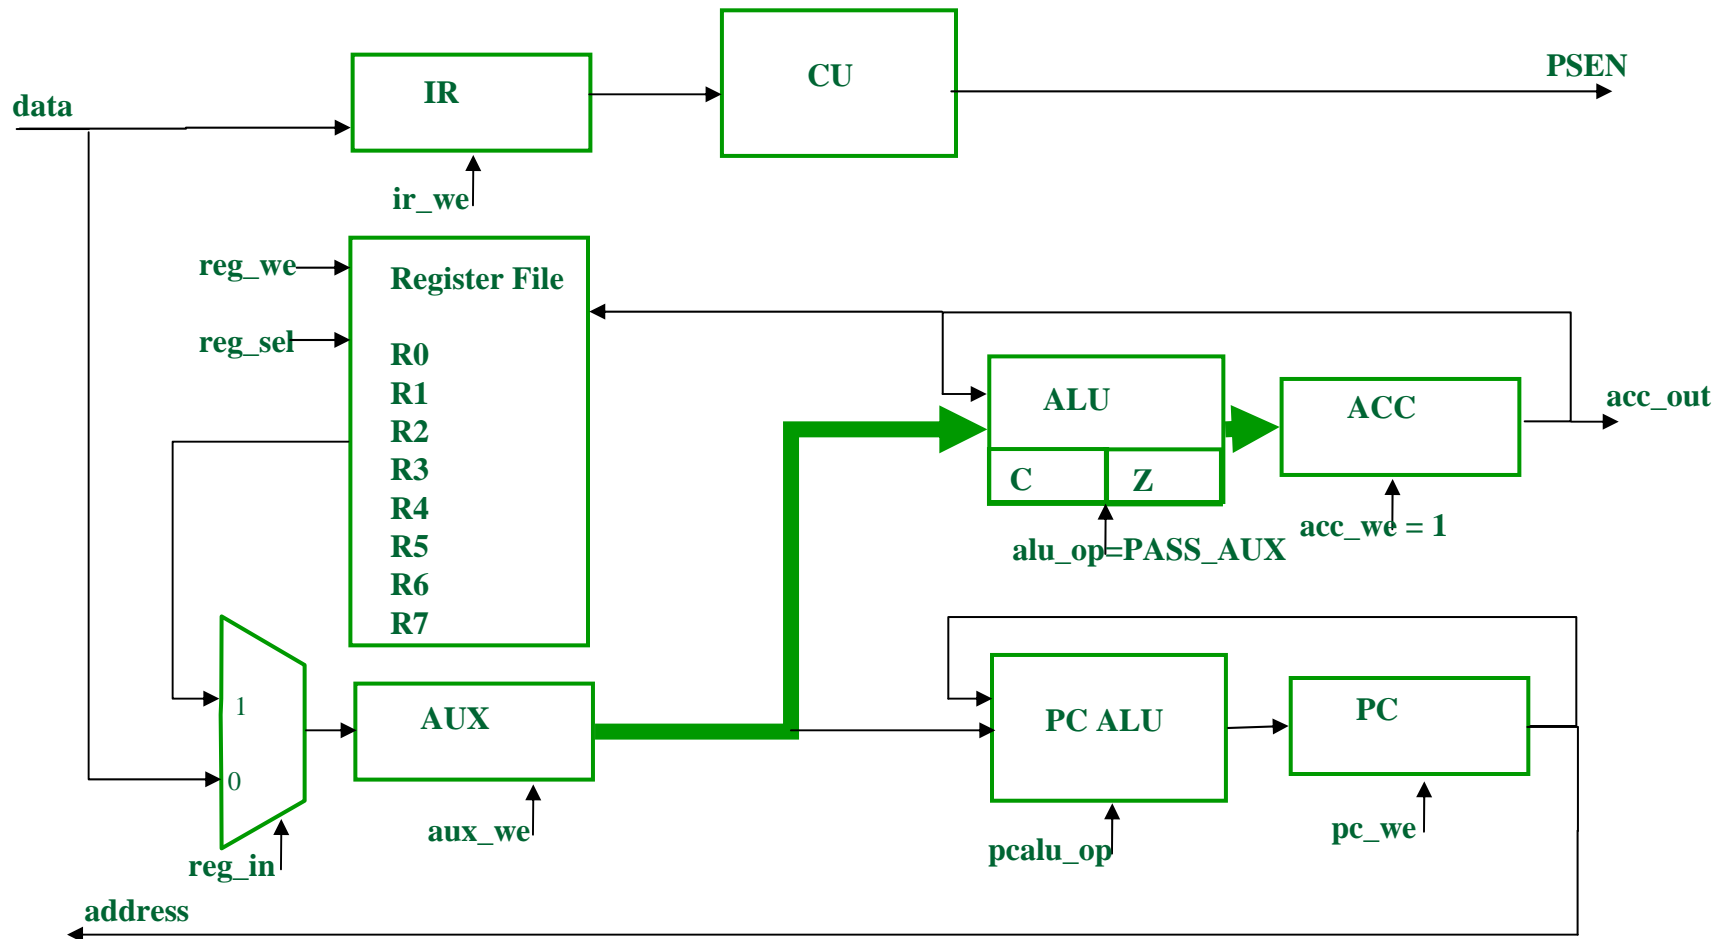 CU
PSEN
IR
data
ir_we
reg_we
Register File
reg_sel
R0
R1
R2
R3
R4
R5
R6
R7
ALU
ACC
acc_out
C
Z
acc_we = 1
alu_op=PASS_AUX
1
0
AUX
PC ALU
PC
aux_we
reg_in
pcalu_op
pc_we
address